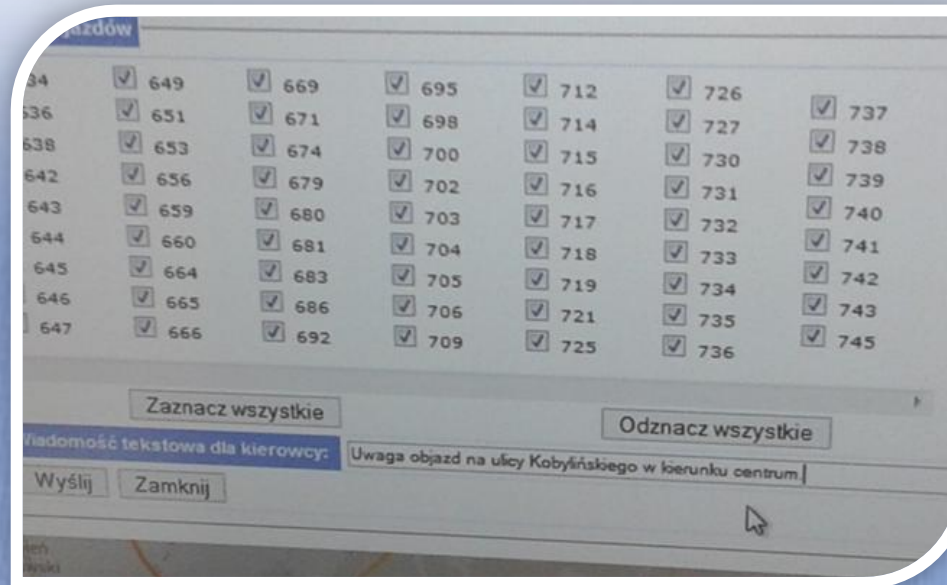 649 669 695 712 726 737
651 671 698 714 727 738
638 653 674 700 715 730 739
642 656 679 702 716 731 740
643 659 680 703 717 732 741
644 660 681 704 718 733 742
645 664 683 705 719 734 743
646 665 686 706 721 735 745
647 666 692 709 725 736
Zaznacz wszystkie Odznacz wszystkie
Wiadomość tekstowa dla kierowcy: Uwaga objazd na ulicy Kobylińskiego w kierunku centrum
Wyślij Zamknij